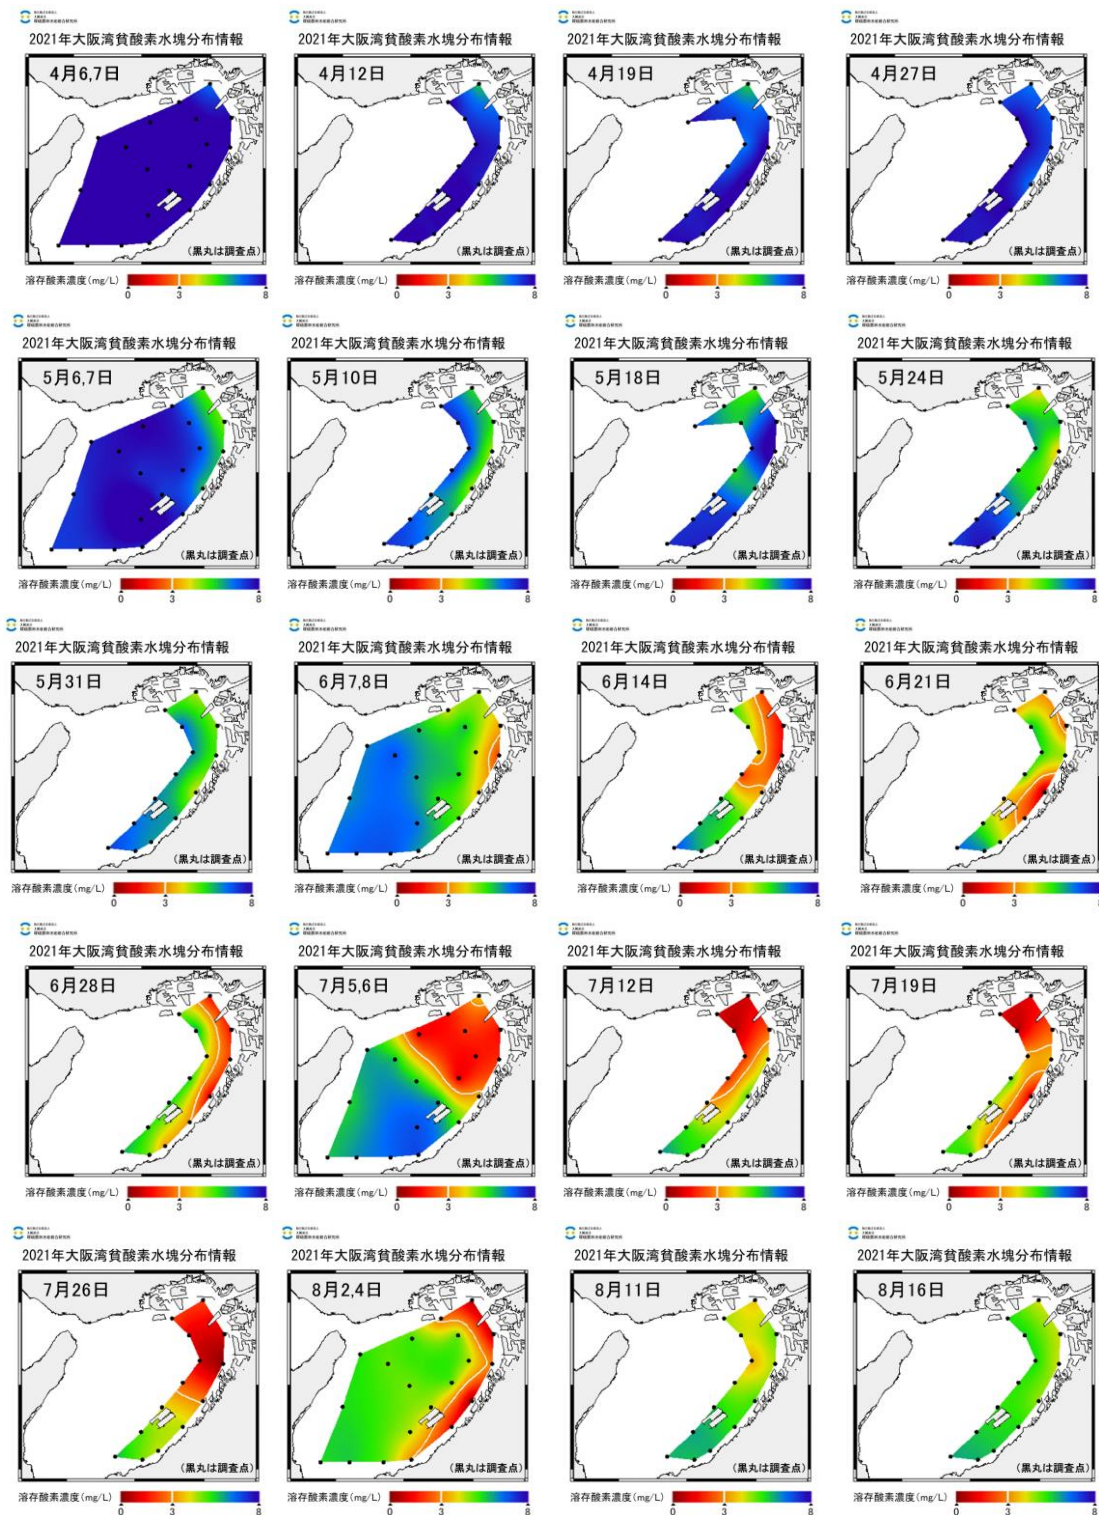 2021年大阪湾貧酸素水塊分布情報
4月6,7日
(黒丸は調査点)
溶存酸素濃度(mg/L)
0 3 8
2021年大阪湾貧酸素水塊分布情報
4月12日
(黒丸は調査点)
溶存酸素濃度(mg/L)
0 3 8
2021年大阪湾貧酸素水塊分布情報
4月19日
(黒丸は調査点)
溶存酸素濃度(mg/L)
0 3 8
2021年大阪湾貧酸素水塊分布情報
4月27日
(黒丸は調査点)
溶存酸素濃度(mg/L)
0 3 8
2021年大阪湾貧酸素水塊分布情報
5月6,7日
(黒丸は調査点)
溶存酸素濃度(mg/L)
0 3 8
2021年大阪湾貧酸素水塊分布情報
5月10日
(黒丸は調査点)
溶存酸素濃度(mg/L)
0 3 8
2021年大阪湾貧酸素水塊分布情報
5月18日
(黒丸は調査点)
溶存酸素濃度(mg/L)
0 3 8
2021年大阪湾貧酸素水塊分布情報
5月24日
(黒丸は調査点)
溶存酸素濃度(mg/L)
0 3 8
2021年大阪湾貧酸素水塊分布情報
5月31日
(黒丸は調査点)
溶存酸素濃度(mg/L)
0 3 8
2021年大阪湾貧酸素水塊分布情報
6月7,8日
(黒丸は調査点)
溶存酸素濃度(mg/L)
0 3 8
2021年大阪湾貧酸素水塊分布情報
6月14日
(黒丸は調査点)
溶存酸素濃度(mg/L)
0 3 8
2021年大阪湾貧酸素水塊分布情報
6月21日
(黒丸は調査点)
溶存酸素濃度(mg/L)
0 3 8
2021年大阪湾貧酸素水塊分布情報
6月28日
(黒丸は調査点)
溶存酸素濃度(mg/L)
0 3 8
2021年大阪湾貧酸素水塊分布情報
7月5,6日
(黒丸は調査点)
溶存酸素濃度(mg/L)
0 3 8
2021年大阪湾貧酸素水塊分布情報
7月12日
(黒丸は調査点)
溶存酸素濃度(mg/L)
0 3 8
2021年大阪湾貧酸素水塊分布情報
7月19日
(黒丸は調査点)
溶存酸素濃度(mg/L)
0 3 8
2021年大阪湾貧酸素水塊分布情報
7月26日
(黒丸は調査点)
溶存酸素濃度(mg/L)
0 3 8
2021年大阪湾貧酸素水塊分布情報
8月2,4日
(黒丸は調査点)
溶存酸素濃度(mg/L)
0 3 8
2021年大阪湾貧酸素水塊分布情報
8月11日
(黒丸は調査点)
溶存酸素濃度(mg/L)
0 3 8
2021年大阪湾貧酸素水塊分布情報
8月16日
(黒丸は調査点)
溶存酸素濃度(mg/L)
0 3 8